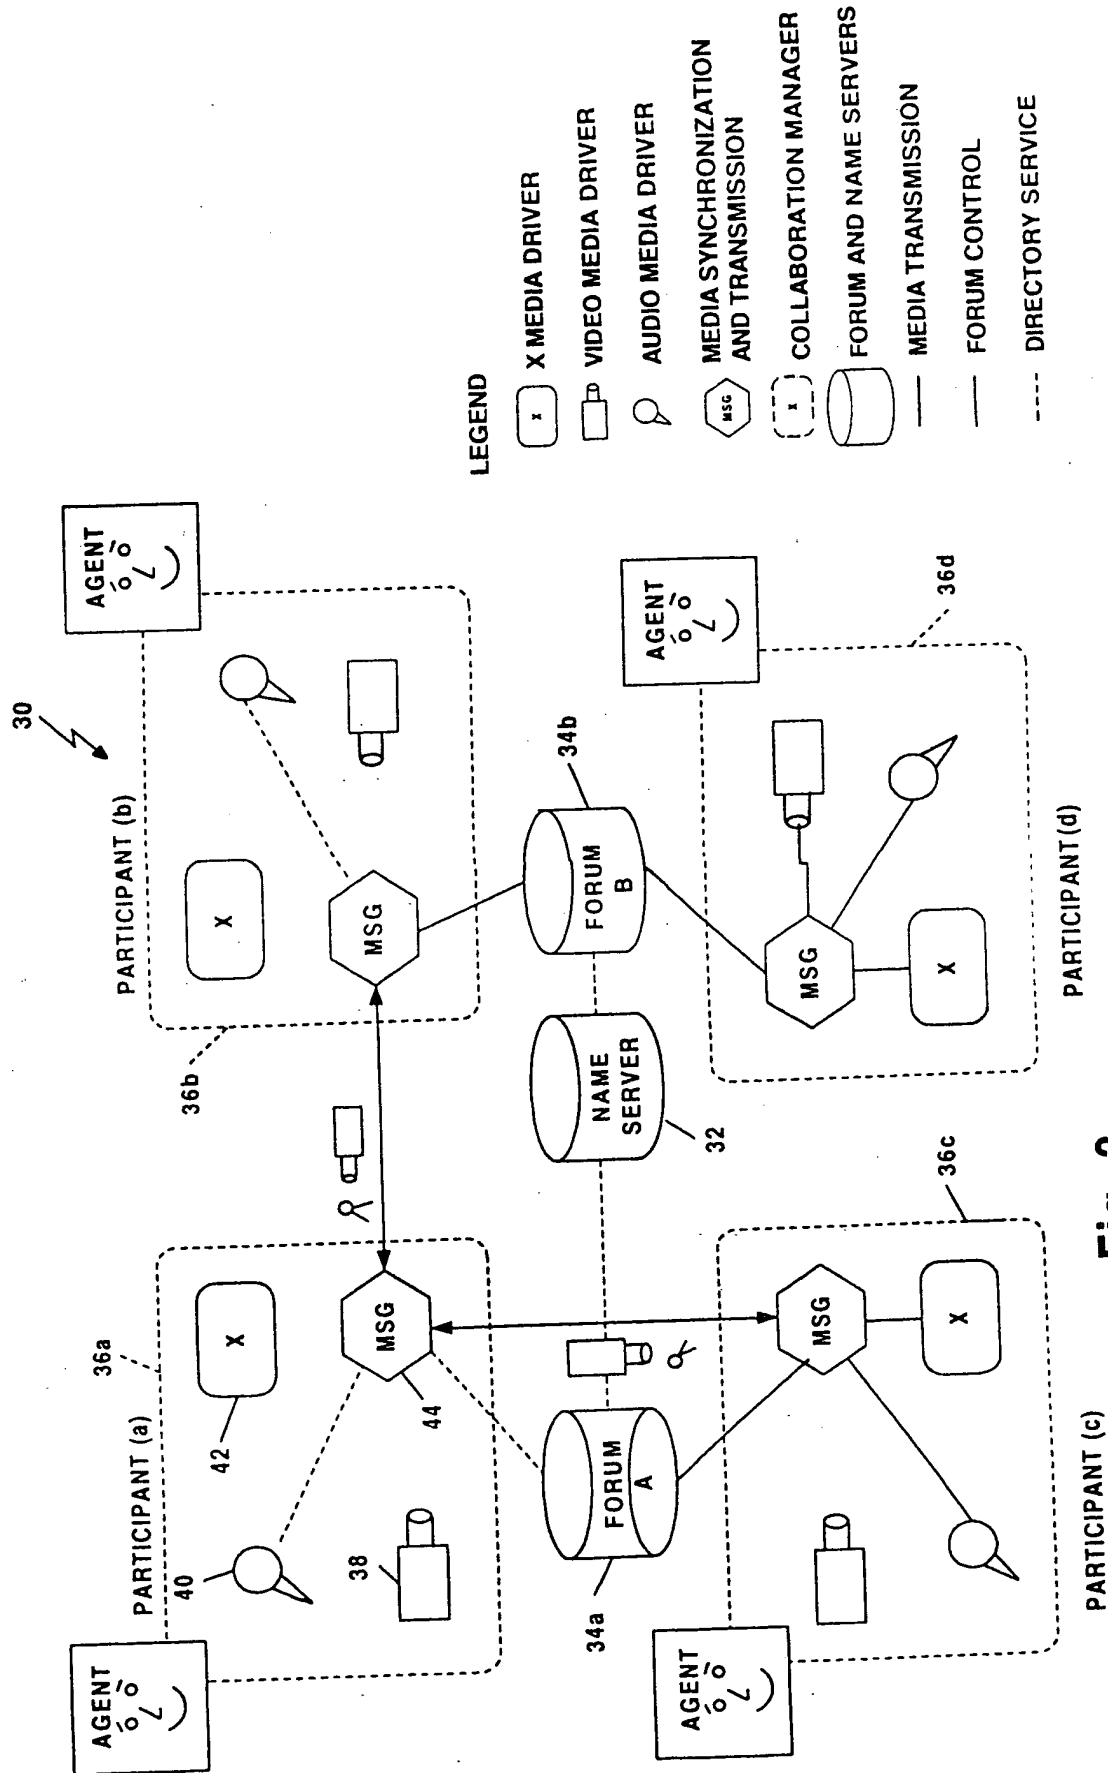 30
PARTICIPANT (a)
36a
AGENT
40
42
X
38
MSG
44
PARTICIPANT (b)
36b
AGENT
X
MSG
34a
FORUM
A
NAME
SERVER
32
FORUM
B
34b
AGENT
MSG
X
36c
PARTICIPANT (c)
AGENT
MSG
X
36d
PARTICIPANT (d)
LEGEND
X X MEDIA DRIVER
VIDEO MEDIA DRIVER
AUDIO MEDIA DRIVER
MSG MEDIA SYNCHRONIZATION
AND TRANSMISSION
X COLLABORATION MANAGER
FORUM AND NAME SERVERS
MEDIA TRANSMISSION
FORUM CONTROL
DIRECTORY SERVICE